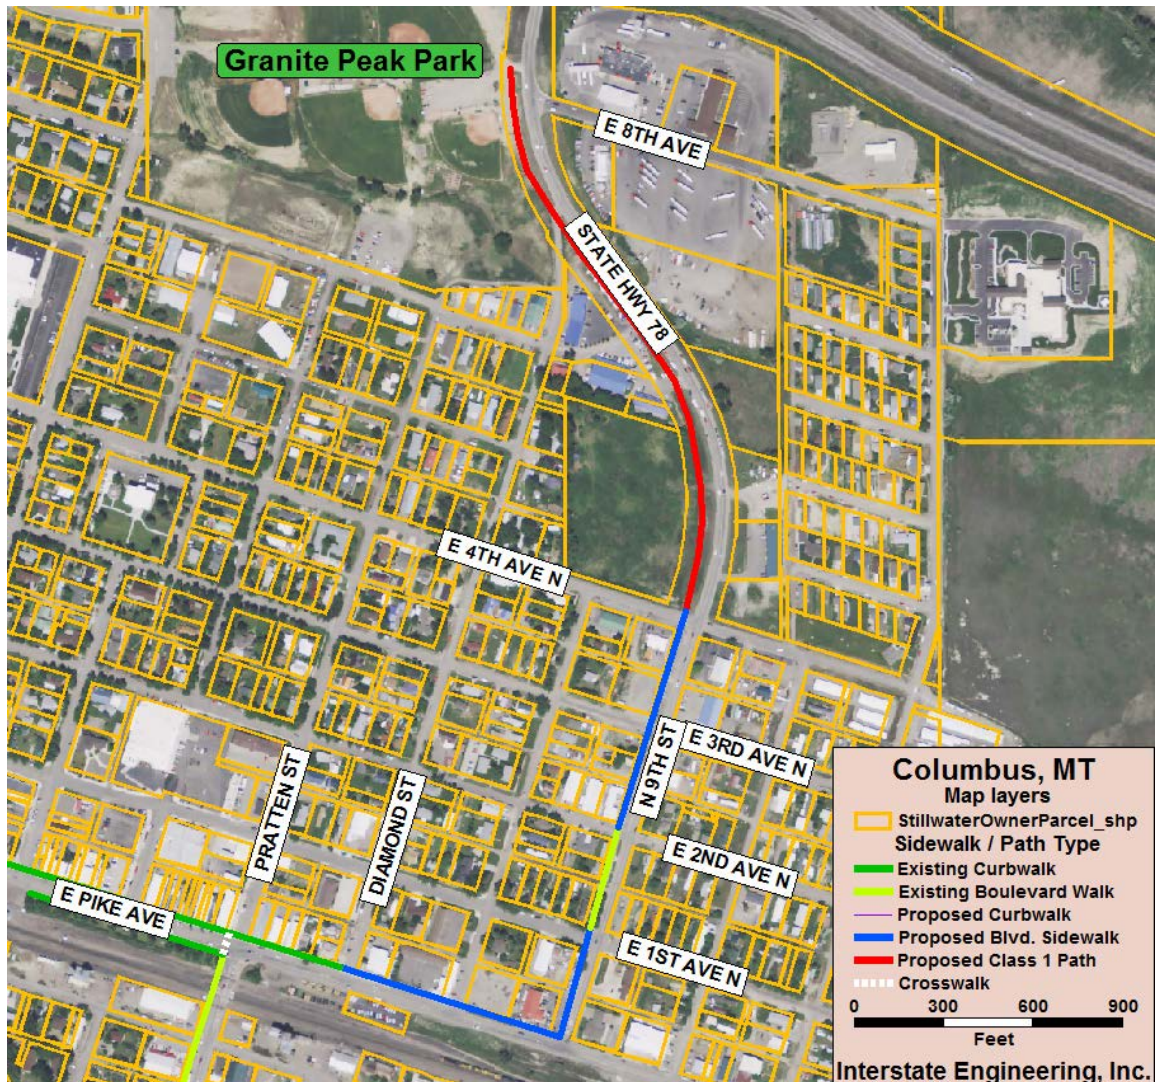 Granite Peak Park
E 8TH AVE
STATE HWY 78
E 4TH AVE N
N 9TH ST
E 3RD AVE N
PRATTEN ST
DIAMOND ST
E 2ND AVE N
E PIKE AVE
E 1ST AVE N
Columbus, MT
Map layers
StillwaterOwnerParcel_shp
Sidewalk / Path Type
Existing Curbwalk
Existing Boulevard Walk
Proposed Curbwalk
Proposed Blvd. Sidewalk
Proposed Class 1 Path
Crosswalk
0 300 600 900
Feet
Interstate Engineering, Inc.